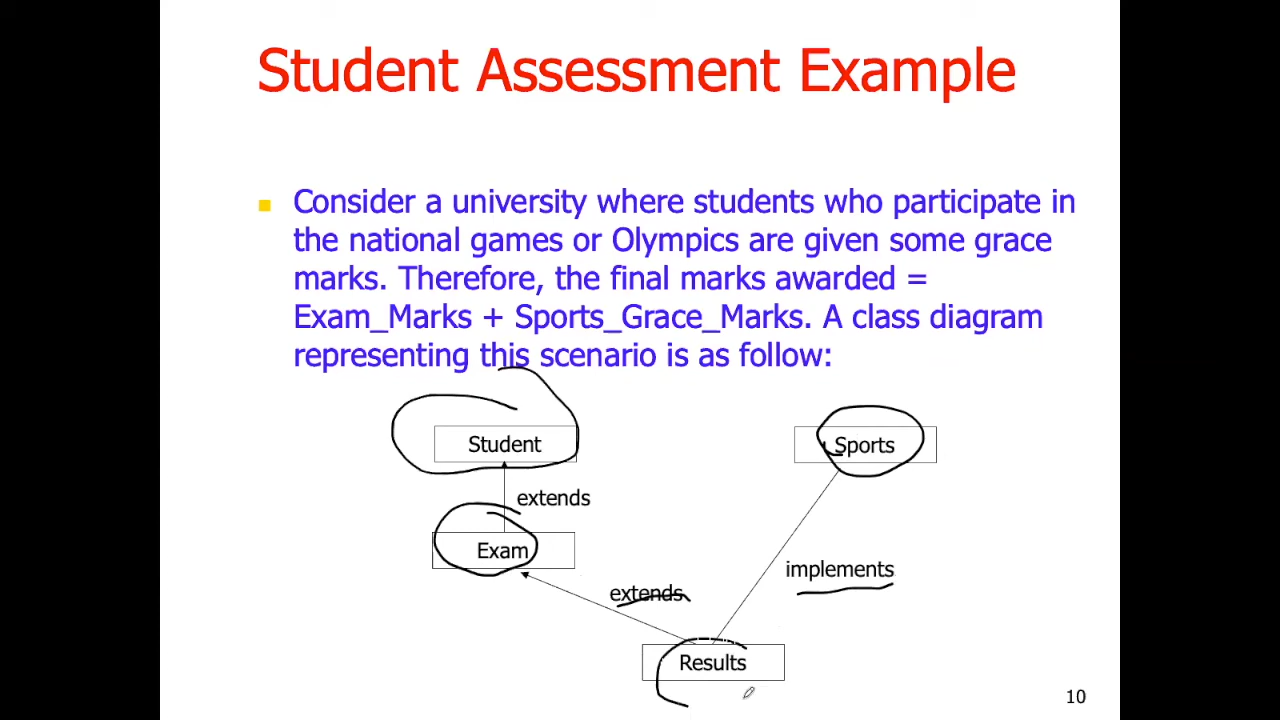 Student Assessment Example
Consider a university where students who participate in
the national games or Olympics are given some grace
marks. Therefore, the final marks awarded =
Exam_Marks + Sports_Grace_Marks. A class diagram
representing this scenario is as follow:
Student
Sports
extends
Exam
implements
extends
Results
10